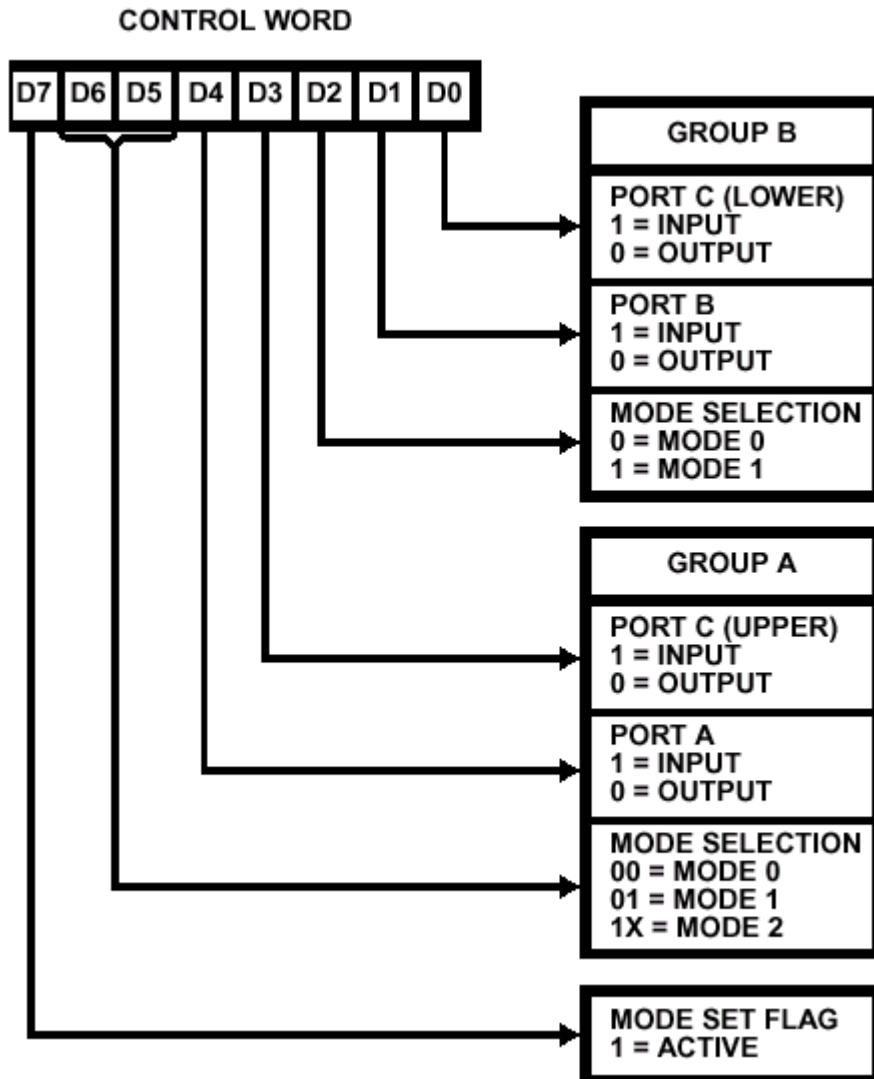 CONTROL WORD
D7 D6 D5 D4 D3 D2 D1 D0
GROUP B
PORT C (LOWER)
1 = INPUT
0 = OUTPUT
PORT B
1 = INPUT
0 = OUTPUT
MODE SELECTION
0 = MODE 0
1 = MODE 1
GROUP A
PORT C (UPPER)
1 = INPUT
0 = OUTPUT
PORT A
1 = INPUT
0 = OUTPUT
MODE SELECTION
00 = MODE 0
01 = MODE 1
1X = MODE 2
MODE SET FLAG
1 = ACTIVE